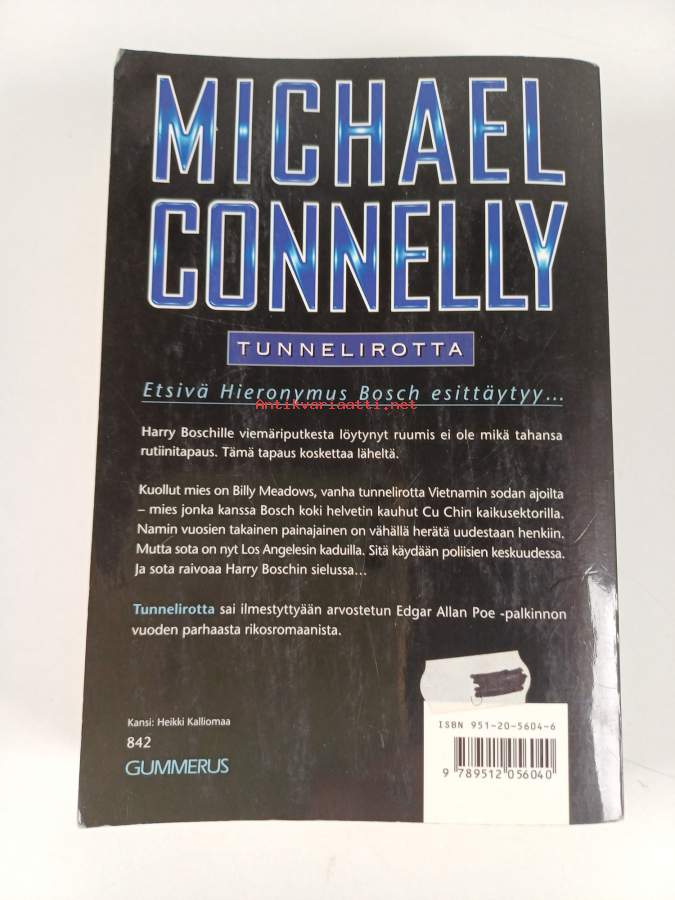 MICHAEL
CONNELLY
TUNNELIROTTA
Etsivä Hieronymus Bosch esittäytyy...
Antikvariaatti.net
Harry Boschille viemäriputkesta löytynyt ruumis ei ole mikä tahansa
rutiinitapaus. Tämä tapaus koskettaa läheltä.
Kuollut mies on Billy Meadows, vanha tunnelirotta Vietnamin sodan ajoilta
– mies jonka kanssa Bosch koki helvetin kauhut Cu Chin kaikusektorilla.
Namin vuosien takainen painajainen on vähällä herätä uudestaan henkiin.
Mutta sota on nyt Los Angelesin kaduilla. Sitä käydään poliisien keskuudessa.
Ja sota raivoaa Harry Boschin sielussa...
Tunnelirotta sai ilmestyttyään arvostetun Edgar Allan Poe -palkinnon
vuoden parhaasta rikosromaanista.
Kansi: Heikki Kalliomaa
842
GUMMERUS
ISBN 951-20-5604-6
9 789512 056040